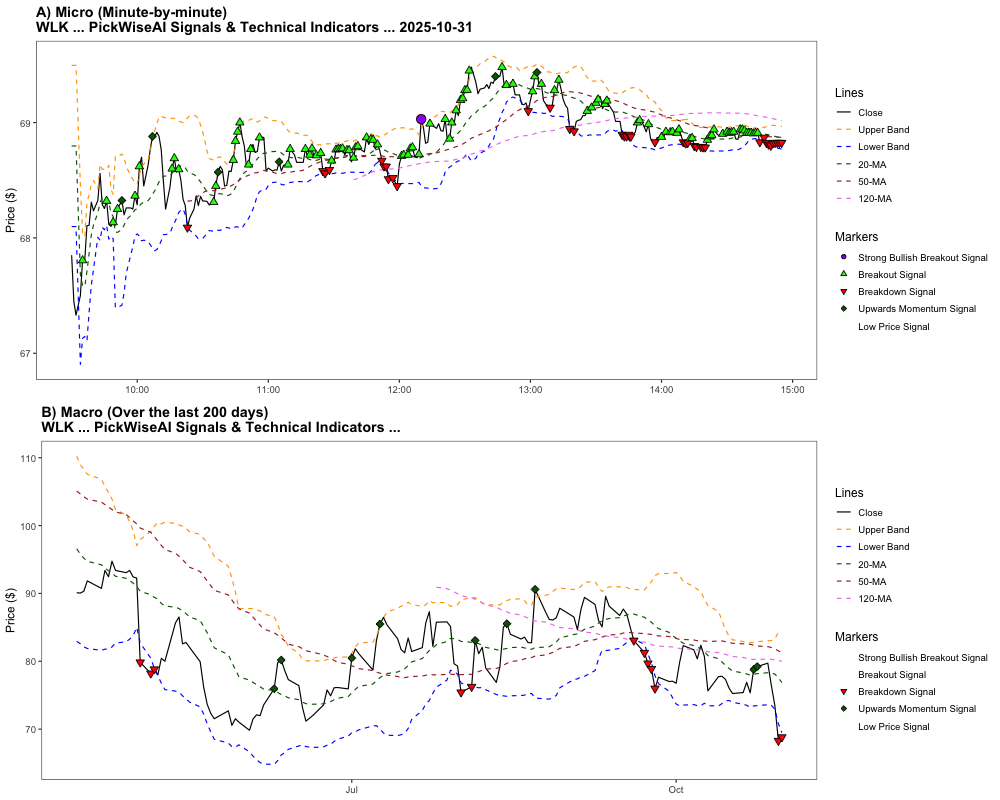 A) Micro (Minute-by-minute)
WLK ... PickWiseAI Signals & Technical Indicators ... 2025-10-31
Price ($)
69
68
67
10:00
11:00
12:00
13:00
14:00
15:00
Lines
Close
Upper Band
Lower Band
20-MA
50-MA
120-MA
Markers
Strong Bullish Breakout Signal
Breakout Signal
Breakdown Signal
Upwards Momentum Signal
Low Price Signal
B) Macro (Over the last 200 days)
WLK ... PickWiseAI Signals & Technical Indicators ...
Price ($)
110
100
90
80
70
Jul
Oct
Lines
Close
Upper Band
Lower Band
20-MA
50-MA
120-MA
Markers
Strong Bullish Breakout Signal
Breakout Signal
Breakdown Signal
Upwards Momentum Signal
Low Price Signal